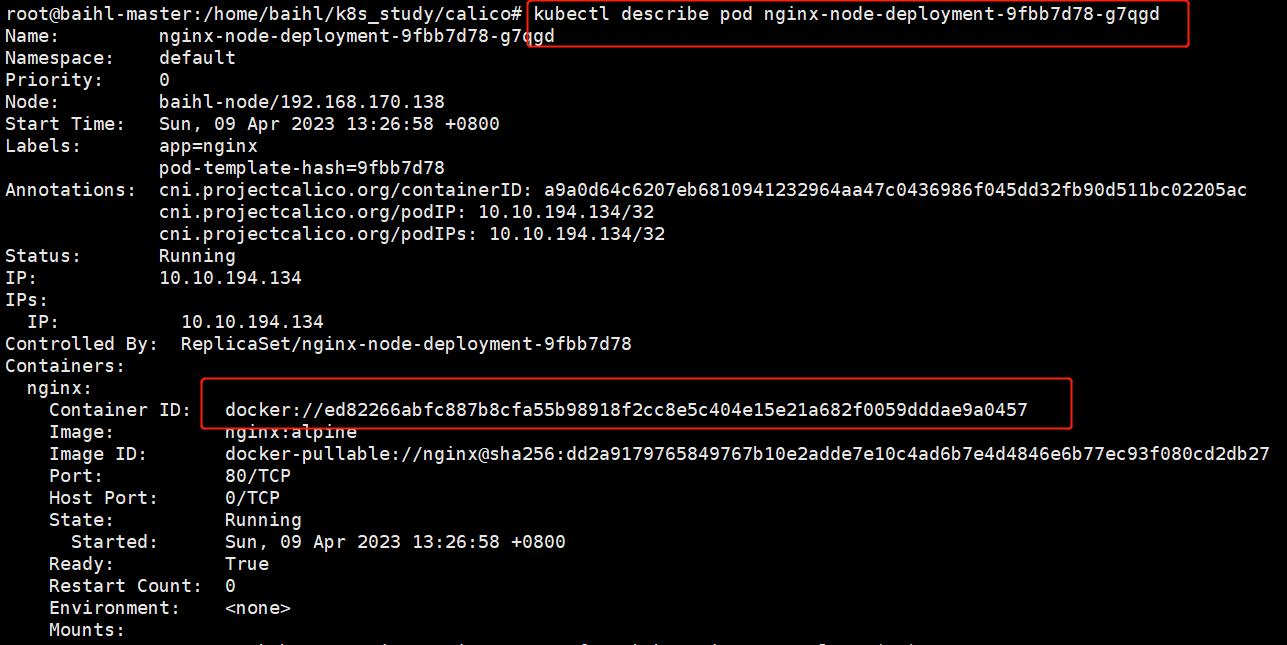 root@baihl-master:/home/baihl/k8s_study/calico# kubectl describe pod nginx-node-deployment-9fbb7d78-g7qgd
Name:         nginx-node-deployment-9fbb7d78-g7qgd
Namespace:    default
Priority:     0
Node:         baihl-node/192.168.170.138
Start Time:   Sun, 09 Apr 2023 13:26:58 +0800
Labels:       app=nginx
              pod-template-hash=9fbb7d78
Annotations:  cni.projectcalico.org/containerID: a9a0d64c6207eb6810941232964aa47c0436986f045dd32fb90d511bc02205ac
              cni.projectcalico.org/podIP: 10.10.194.134/32
              cni.projectcalico.org/podIPs: 10.10.194.134/32
Status:       Running
IP:           10.10.194.134
IPs:
  IP:           10.10.194.134
Controlled By:  ReplicaSet/nginx-node-deployment-9fbb7d78
Containers:
  nginx:
    Container ID:   docker://ed82266abfc887b8cfa55b98918f2cc8e5c404e15e21a682f0059dddae9a0457
    Image:          nginx:alpine
    Image ID:       docker-pullable://nginx@sha256:dd2a9179765849767b10e2adde7e10c4ad6b7e4d4846e6b77ec93f080cd2db27
    Port:           80/TCP
    Host Port:      0/TCP
    State:          Running
      Started:      Sun, 09 Apr 2023 13:26:58 +0800
    Ready:          True
    Restart Count:  0
    Environment:    <none>
    Mounts: